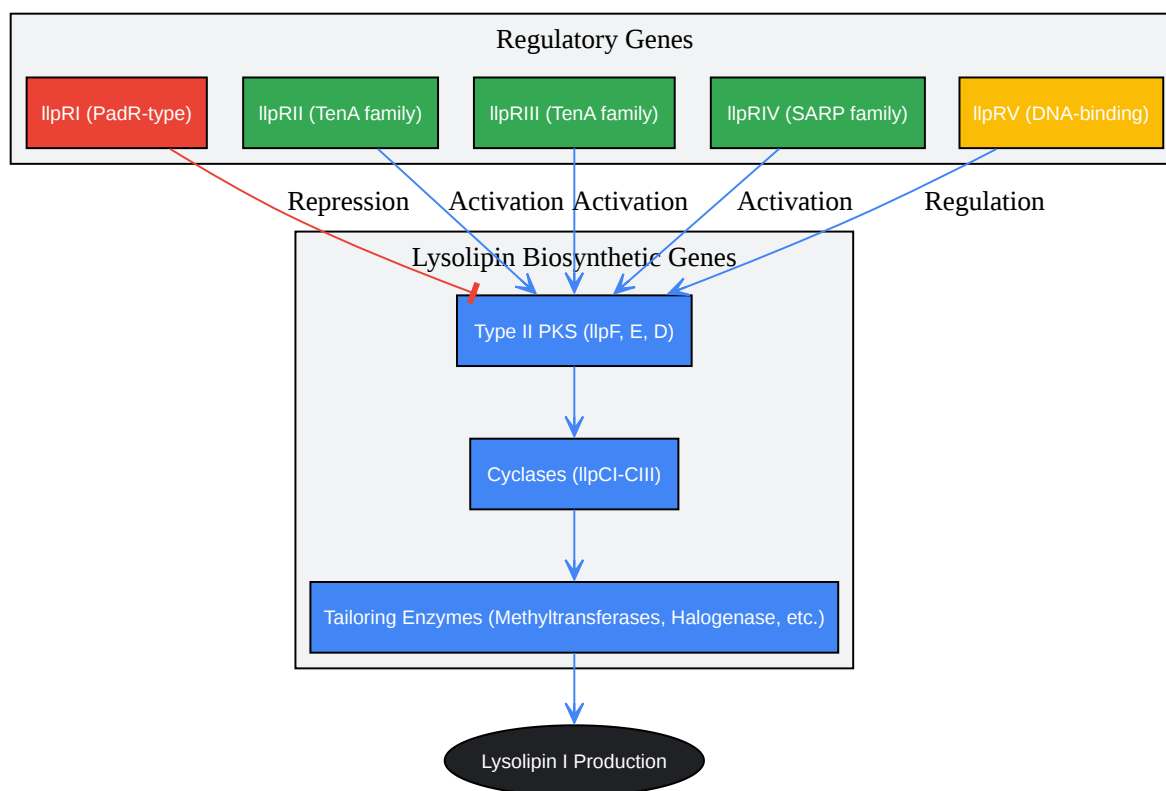 Regulatory Genes
llpRI (PadR-type)
llpRII (TenA family)
llpRIII (TenA family)
llpRIV (SARP family)
llpRV (DNA-binding)
Repression
Activation
Activation
Activation
Regulation
Lysolipin Biosynthetic Genes
Type II PKS (llpF, E, D)
Cyclases (llpCI-CIII)
Tailoring Enzymes (Methyltransferases, Halogenase, etc.)
Lysolipin I Production